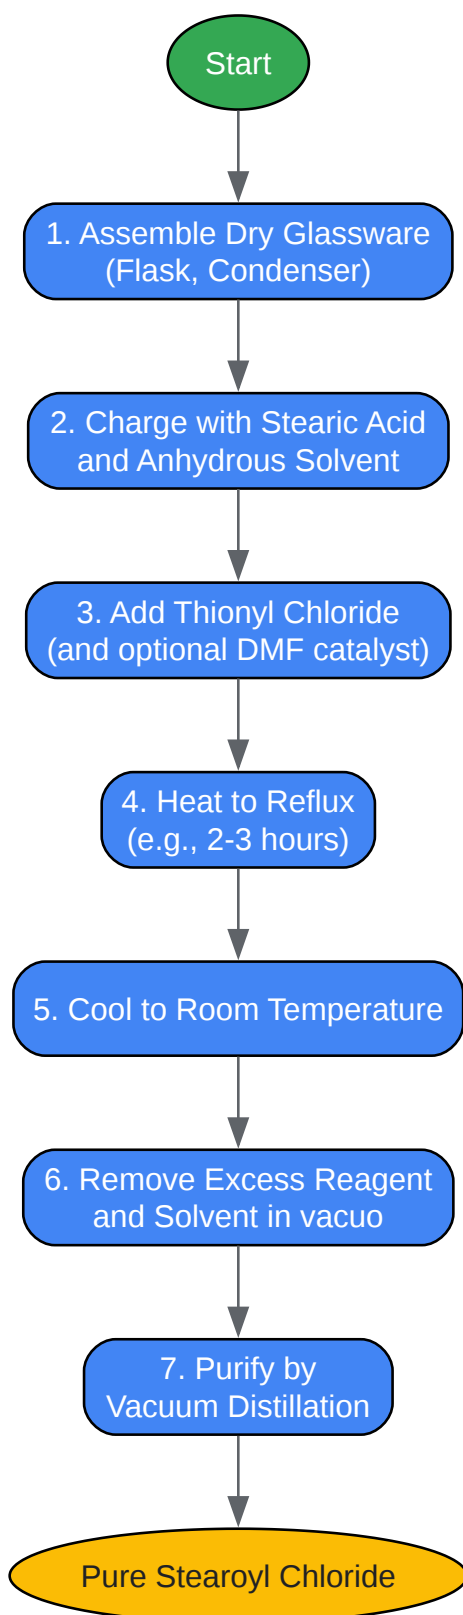 Start
1. Assemble Dry Glassware
(Flask, Condenser)
2. Charge with Stearic Acid
and Anhydrous Solvent
3. Add Thionyl Chloride
(and optional DMF catalyst)
4. Heat to Reflux
(e.g., 2-3 hours)
5. Cool to Room Temperature
6. Remove Excess Reagent
and Solvent in vacuo
7. Purify by
Vacuum Distillation
Pure Stearoyl Chloride